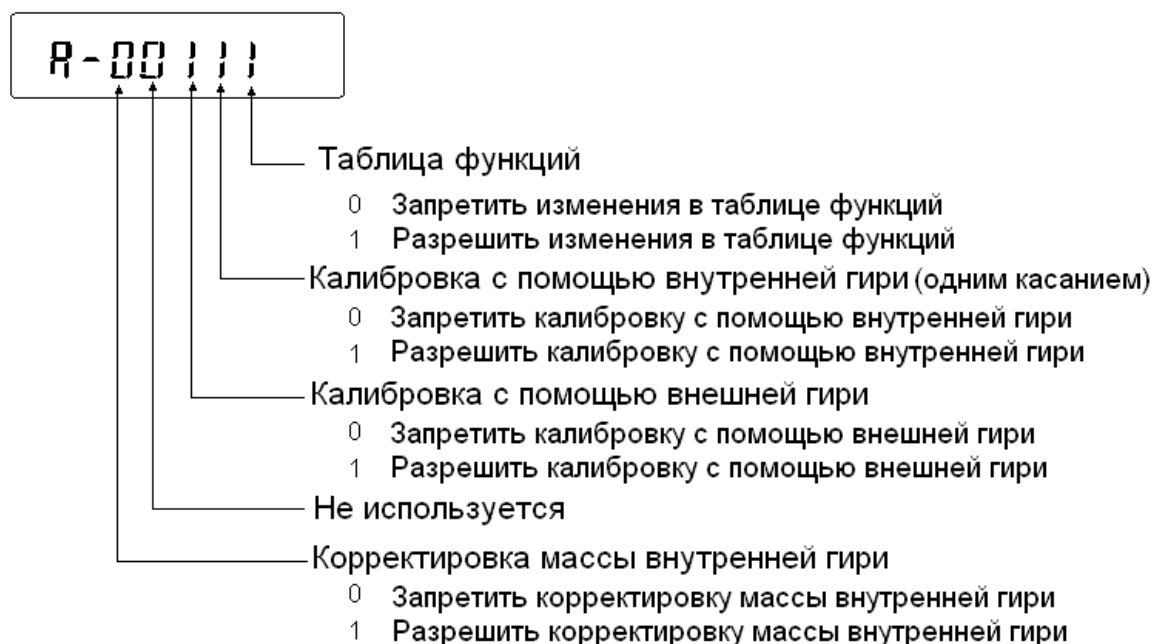 A-00111
Таблица функций
0 Запретить изменения в таблице функций
1 Разрешить изменения в таблице функций
Калибровка с помощью внутренней гири (одним касанием)
0 Запретить калибровку с помощью внутренней гири
1 Разрешить калибровку с помощью внутренней гири
Калибровка с помощью внешней гири
0 Запретить калибровку с помощью внешней гири
1 Разрешить калибровку с помощью внешней гири
Не используется
Корректировка массы внутренней гири
0 Запретить корректировку массы внутренней гири
1 Разрешить корректировку массы внутренней гири